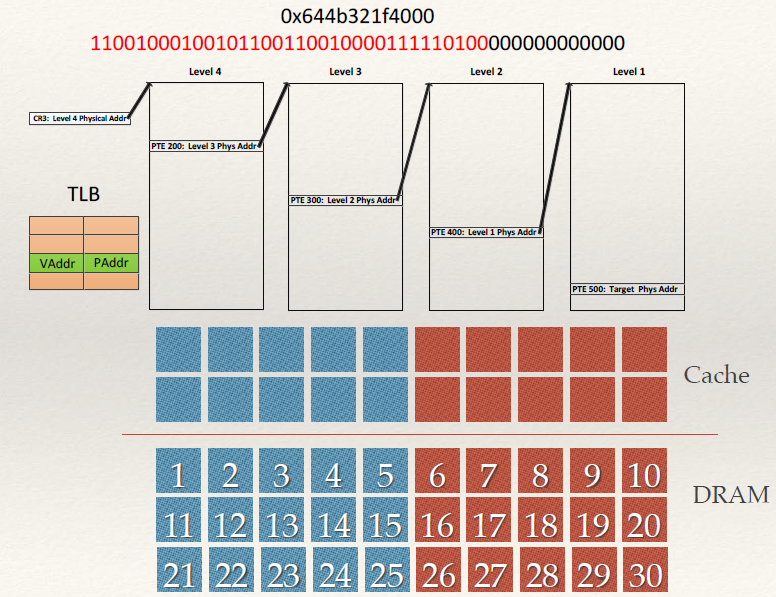 0x644b321f4000
11001000100101100110010000111110100000000000000
Level 4 Level 3 Level 2 Level 1
CR3: Level 4 Physical Addr
PTE 200: Level 3 Phys Addr
PTE 300: Level 2 Phys Addr
PTE 400: Level 1 Phys Addr
PTE 500: Target Phys Addr
TLB
VAddr PAddr
Cache
1 2 3 4 5 6 7 8 9 10
DRAM
11 12 13 14 15 16 17 18 19 20
21 22 23 24 25 26 27 28 29 30